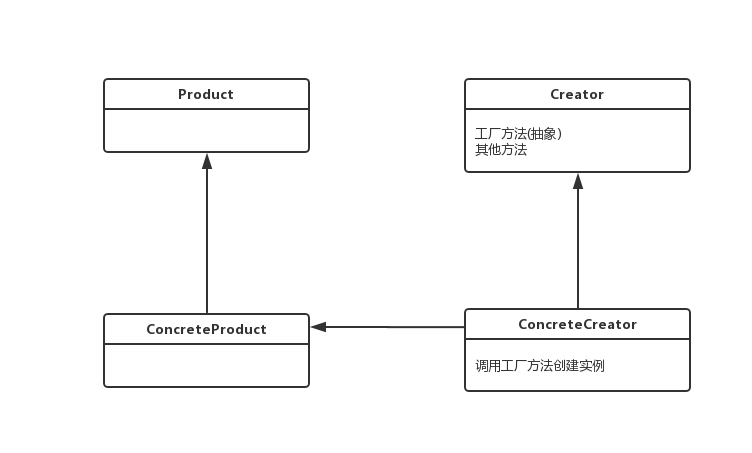 Product
Creator
工厂方法(抽象)
其他方法
ConcreteProduct
ConcreteCreator
调用工厂方法创建实例